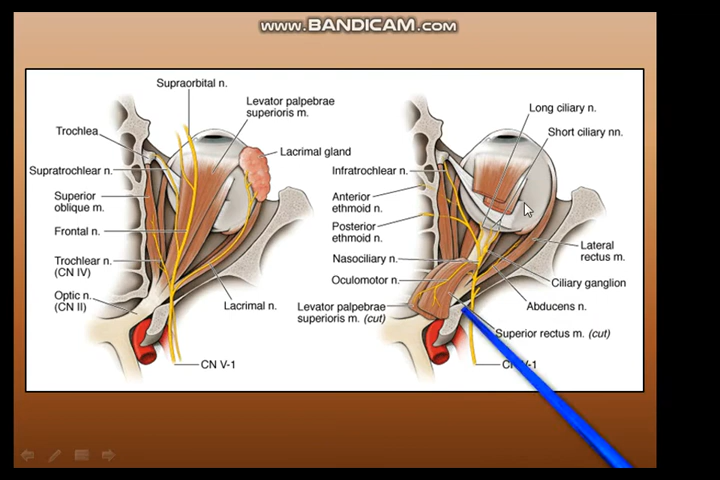 www.BANDICAM.com
Supraorbital n.
Levator palpebrae
superioris m.
Trochlea
Lacrimal gland
Supratrochlear n.
Superior
oblique m.
Frontal n.
Trochlear n.
(CN IV)
Optic n.
(CN II)
Lacrimal n.
CN V-1
Long ciliary n.
Short ciliary nn.
Infratrochlear n.
Anterior
ethmoid n.
Posterior
ethmoid n.
Nasociliary n.
Oculomotor n.
Levator palpebrae
superioris m. (cut)
Lateral
rectus m.
Ciliary ganglion
Abducens n.
Superior rectus m. (cut)